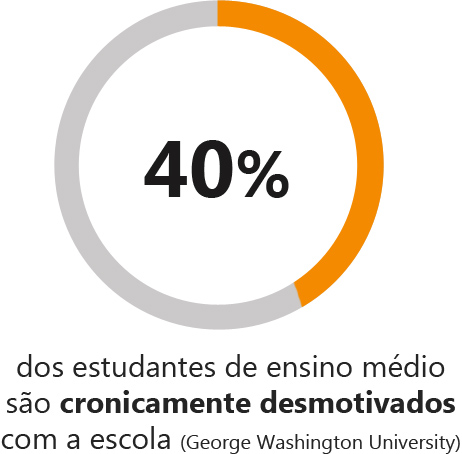 40%
dos estudantes de ensino médio
são cronicamente desmotivados
com a escola (George Washington University)